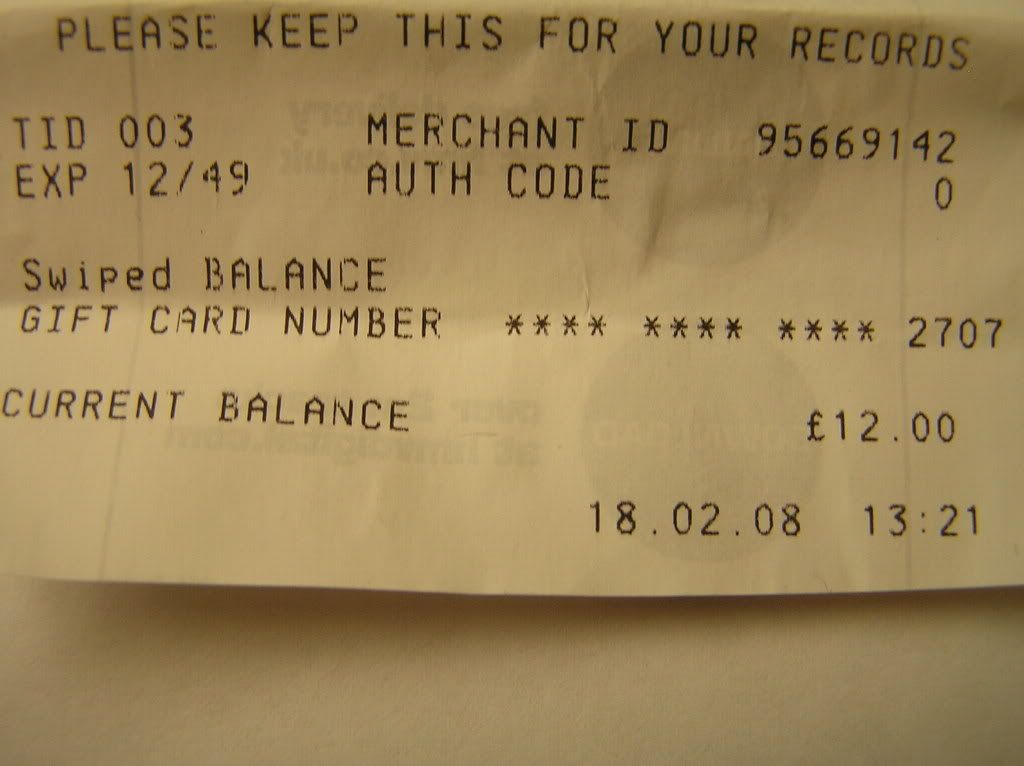 PLEASE KEEP THIS FOR YOUR RECORDS
TID 003 MERCHANT ID 95669142
EXP 12/49 AUTH CODE 0
Swiped BALANCE
GIFT CARD NUMBER **** **** **** 2707
CURRENT BALANCE £12.00
18.02.08 13:21